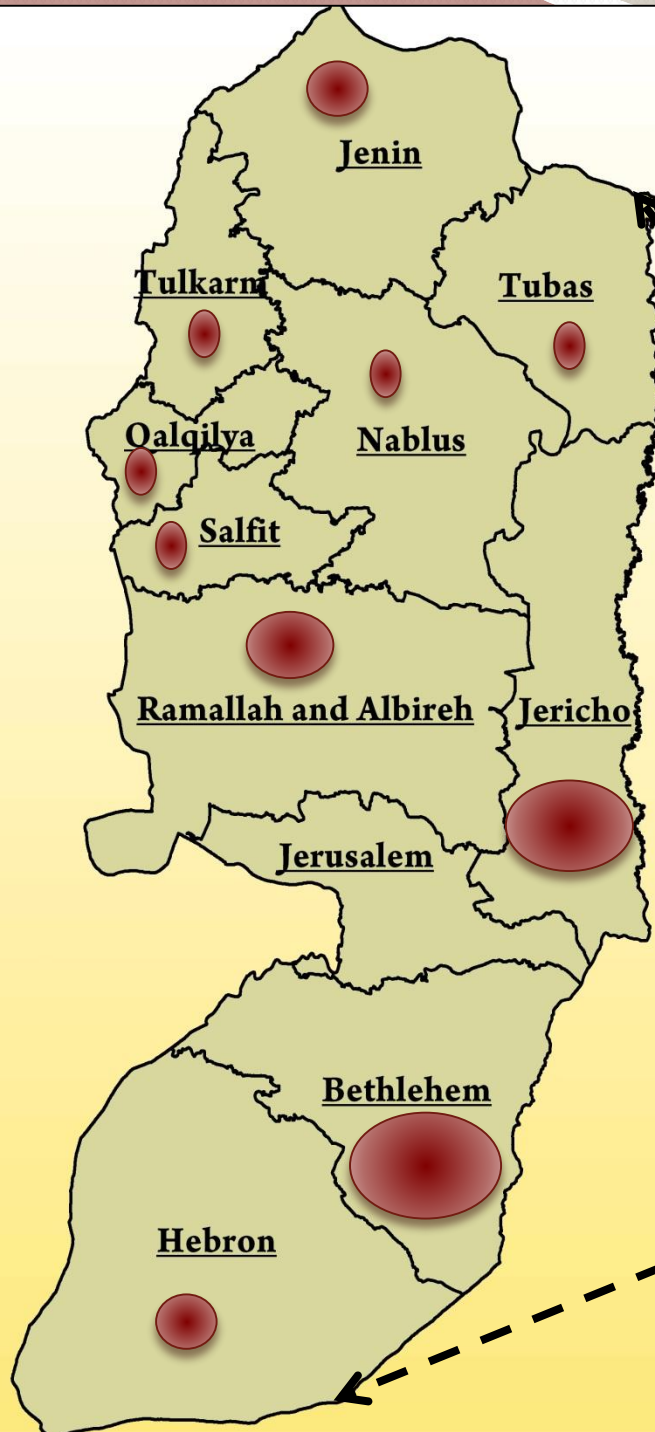 Jenin
Tulkarm
Tubas
Qalqilya
Nablus
Salfit
Ramallah and Albireh
Jericho
Jerusalem
Bethlehem
Hebron